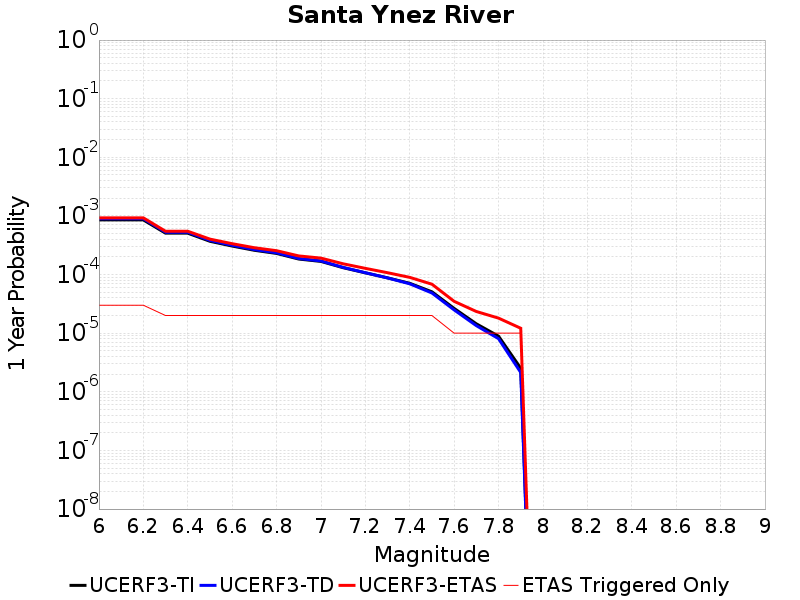 Santa Ynez River
1 Year Probability
10^0
10^-1
10^-2
10^-3
10^-4
10^-5
10^-6
10^-7
10^-8
6 6.2 6.4 6.6 6.8 7 7.2 7.4 7.6 7.8 8 8.2 8.4 8.6 8.8 9
Magnitude
UCERF3-TI UCERF3-TD UCERF3-ETAS ETAS Triggered Only